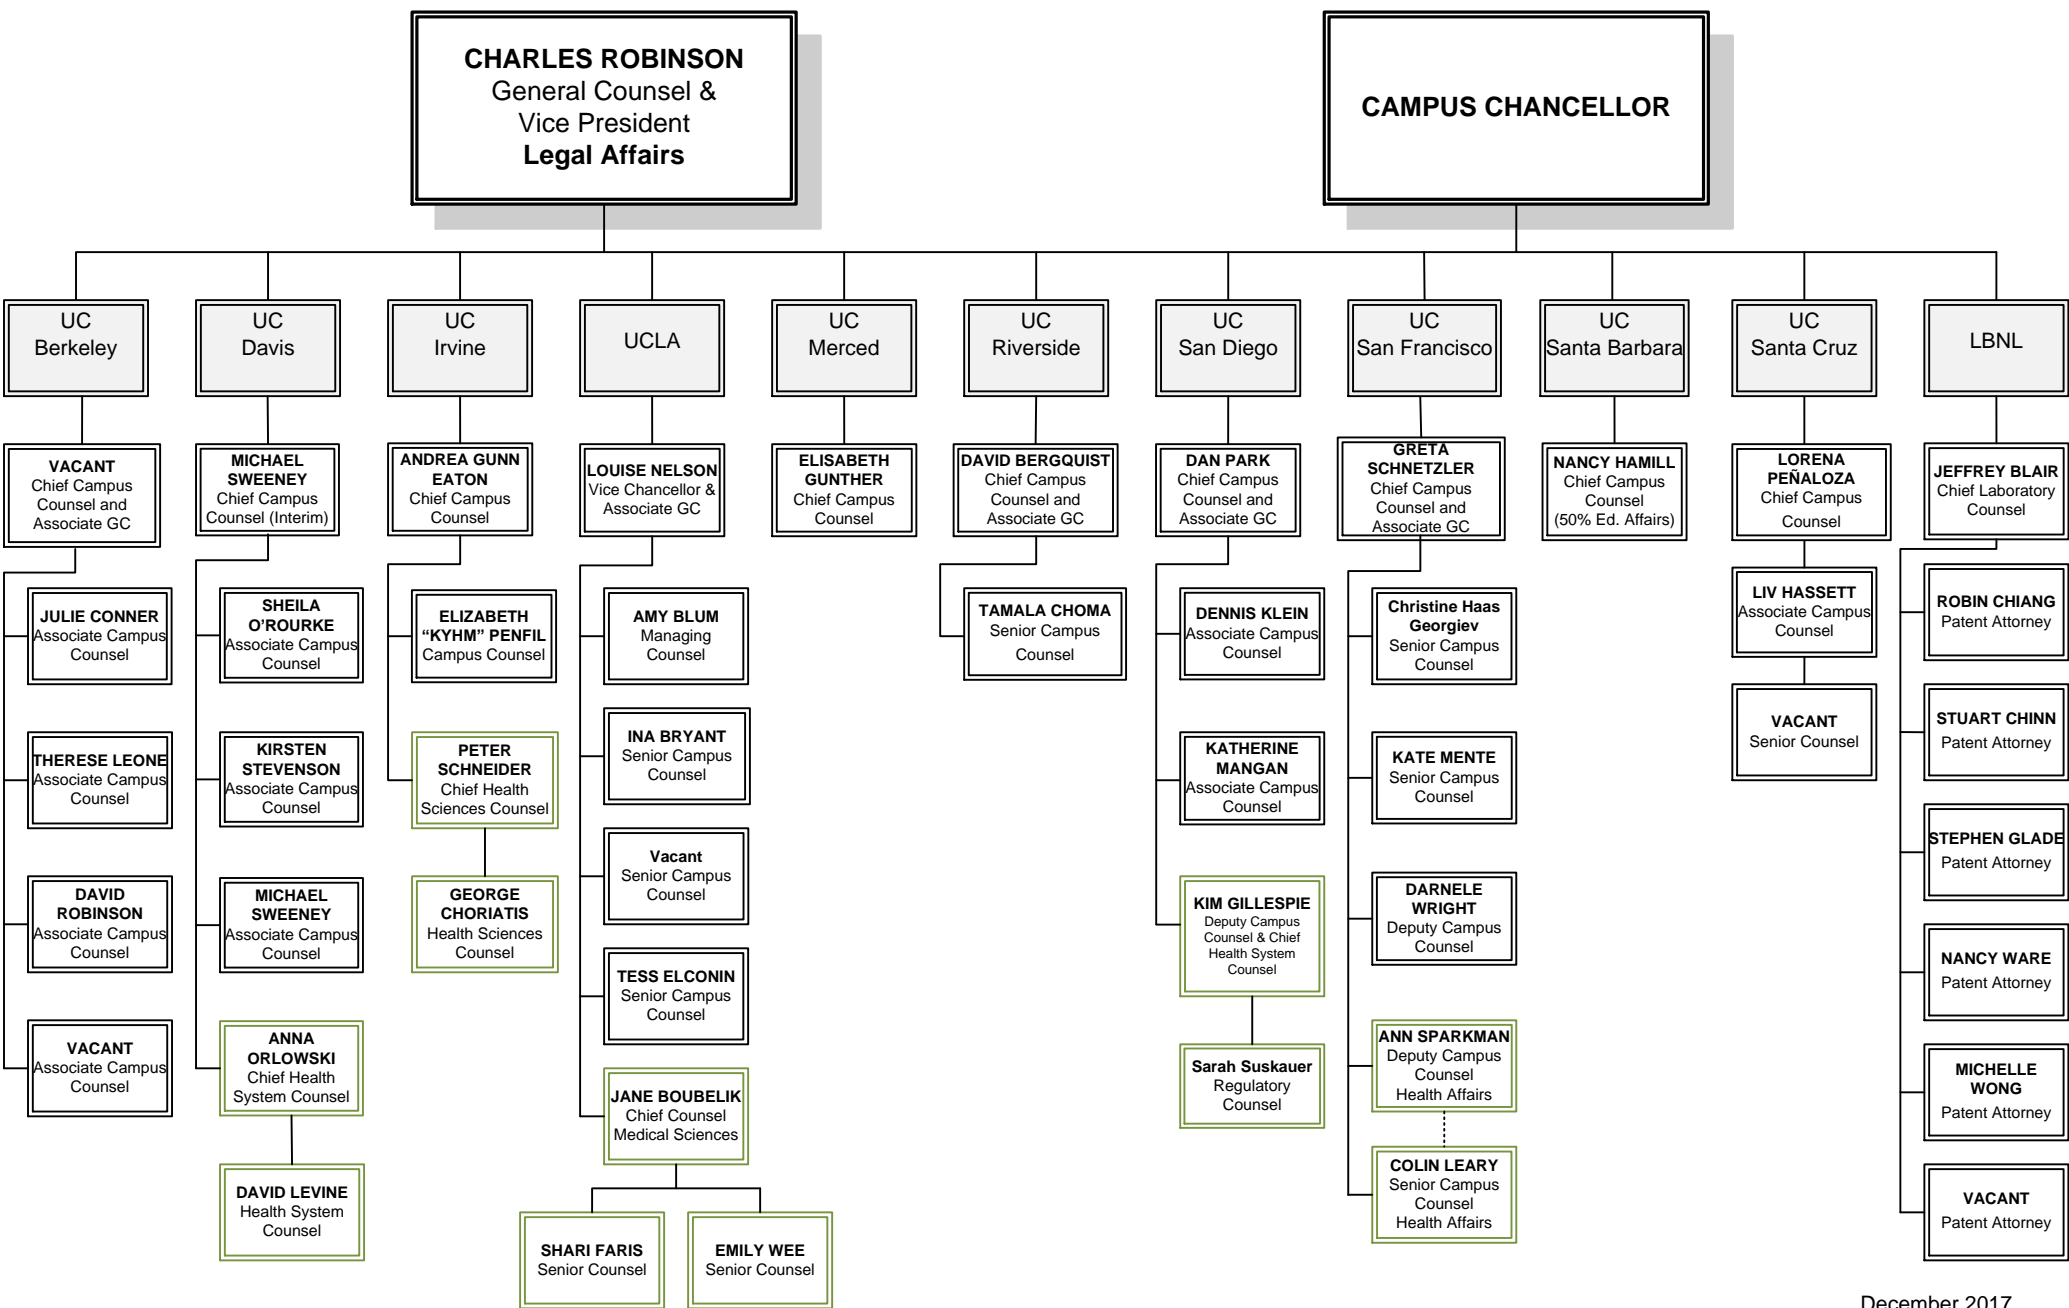 CHARLES ROBINSON
General Counsel &
Vice President
Legal Affairs
CAMPUS CHANCELLOR
UC
Berkeley
UC
Davis
UC
Irvine
UCLA
UC
Merced
UC
Riverside
UC
San Diego
UC
San Francisco
UC
Santa Barbara
UC
Santa Cruz
LBNL
VACANT
Chief Campus
Counsel and
Associate GC
MICHAEL
SWEENEY
Chief Campus
Counsel (Interim)
ANDREA GUNN
EATON
Chief Campus
Counsel
LOUISE NELSON
Vice Chancellor &
Associate GC
ELISABETH
GUNTHER
Chief Campus
Counsel
DAVID BERGQUIST
Chief Campus
Counsel and
Associate GC
DAN PARK
Chief Campus
Counsel and
Associate GC
GRETA
SCHNETZLER
Chief Campus
Counsel and
Associate GC
NANCY HAMILL
Chief Campus
Counsel
(50% Ed. Affairs)
LORENA
PEÑALOZA
Chief Campus
Counsel
JEFFREY BLAIR
Chief Laboratory
Counsel
JULIE CONNER
Associate Campus
Counsel
SHEILA
O’ROURKE
Associate Campus
Counsel
ELIZABETH
“KYHM” PENFIL
Campus Counsel
AMY BLUM
Managing
Counsel
TAMALA CHOMA
Senior Campus
Counsel
DENNIS KLEIN
Associate Campus
Counsel
Christine Haas
Georgiev
Senior Campus
Counsel
LIV HASSETT
Associate Campus
Counsel
ROBIN CHIANG
Patent Attorney
THERESE LEONE
Associate Campus
Counsel
KIRSTEN
STEVENSON
Associate Campus
Counsel
PETER
SCHNEIDER
Chief Health
Sciences Counsel
INA BRYANT
Senior Campus
Counsel
KATHERINE
MANGAN
Associate Campus
Counsel
KATE MENTE
Senior Campus
Counsel
VACANT
Senior Counsel
STUART CHINN
Patent Attorney
DAVID
ROBINSON
Associate Campus
Counsel
MICHAEL
SWEENEY
Associate Campus
Counsel
GEORGE
CHORIATIS
Health Sciences
Counsel
Vacant
Senior Campus
Counsel
KIM GILLESPIE
Deputy Campus
Counsel & Chief
Health System
Counsel
DARNELE
WRIGHT
Deputy Campus
Counsel
STEPHEN GLADE
Patent Attorney
TESS ELCONIN
Senior Campus
Counsel
NANCY WARE
Patent Attorney
VACANT
Associate Campus
Counsel
ANNA
ORLOWSKI
Chief Health
System Counsel
JANE BOUBELIK
Chief Counsel
Medical Sciences
Sarah Suskauer
Regulatory
Counsel
ANN SPARKMAN
Deputy Campus
Counsel
Health Affairs
MICHELLE
WONG
Patent Attorney
DAVID LEVINE
Health System
Counsel
SHARI FARIS
Senior Counsel
EMILY WEE
Senior Counsel
COLIN LEARY
Senior Campus
Counsel
Health Affairs
VACANT
Patent Attorney
December 2017